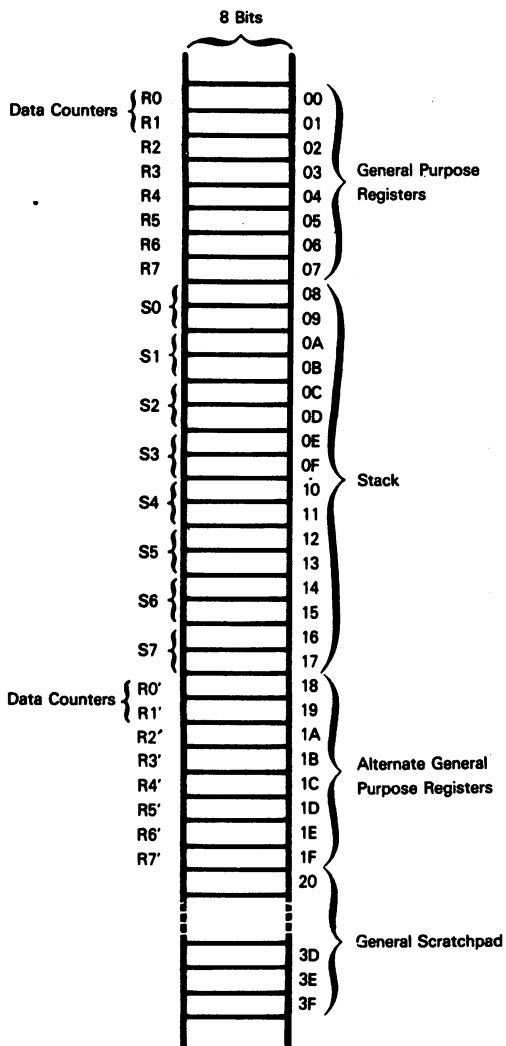 8 Bits
Data Counters R0 00
R1 01
R2 02
R3 03 General Purpose
R4 04 Registers
R5 05
R6 06
R7 07
S0 08
09
S1 0A
0B
S2 0C
0D
S3 0E
0F
Stack
S4 10
11
S5 12
13
S6 14
15
S7 16
17
Data Counters R0' 18
R1' 19
R2' 1A
R3' 1B Alternate General
R4' 1C Purpose Registers
R5' 1D
R6' 1E
R7' 1F
20
General Scratchpad
3D
3E
3F